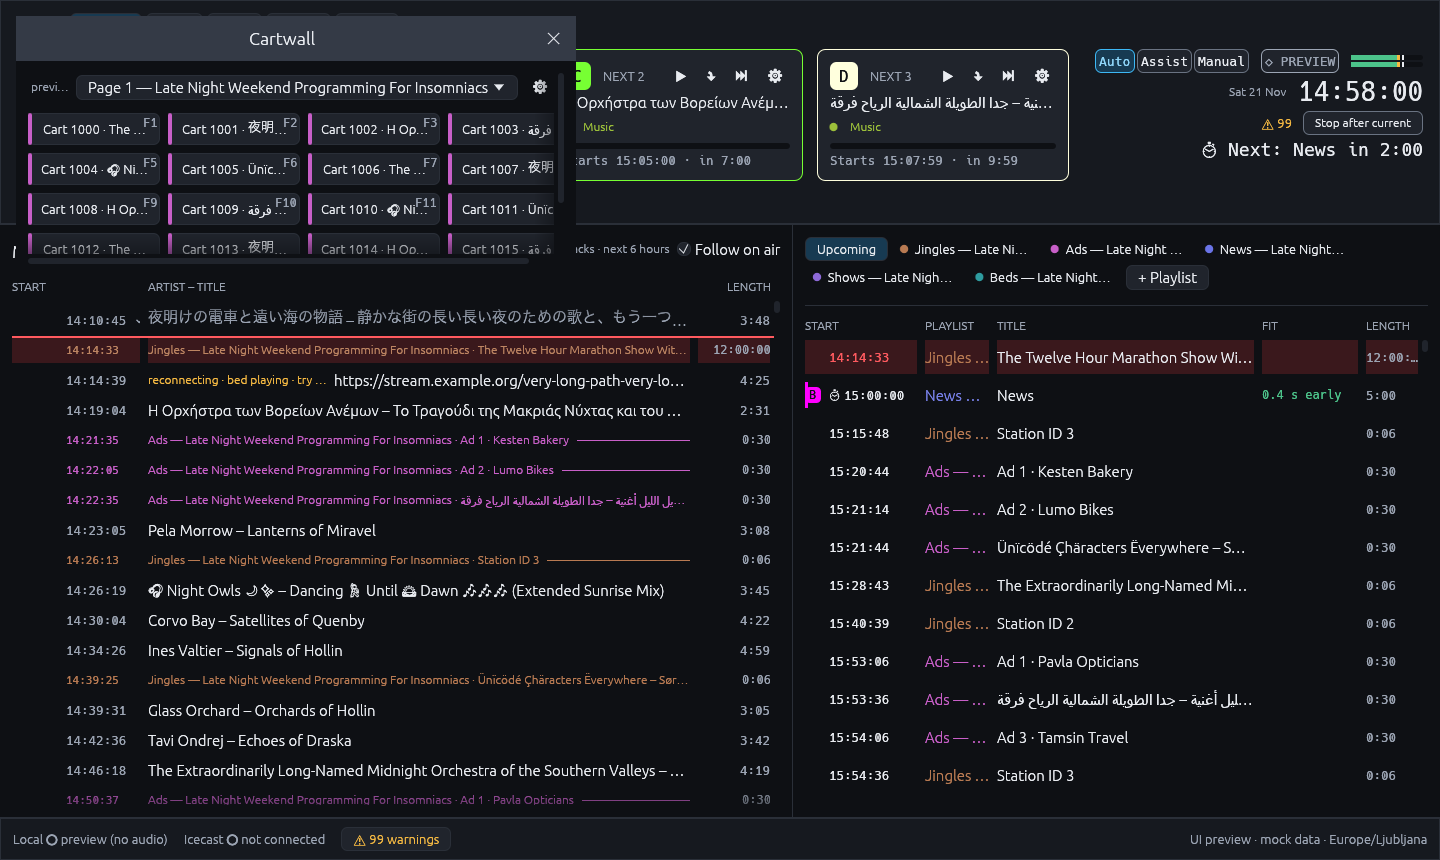 Cartwall
previ… Page 1 — Late Night Weekend Programming For Insomniacs
Cart 1000 · The … F1
Cart 1001 · 夜明… F2
Cart 1002 · H Op… F3
Cart 1003 · فرقة
Cart 1004 · 🎧 Ni… F5
Cart 1005 · Ünïc… F6
Cart 1006 · The … F7
Cart 1007 · 夜明
Cart 1008 · H Op… F9
Cart 1009 · فرقة… F10
Cart 1010 · 🎧 Ni… F11
Cart 1011 · Ünïc
Cart 1012 · The …
Cart 1013 · 夜明
Cart 1014 · H Op…
Cart 1015 · فرقة
C NEXT 2
Ορχήστρα των Βορείων Ανέμ…
Music
tarts 15:05:00 · in 7:00
D NEXT 3
فرقة الرياح الشمالية الطويلة جدا – أغنية…
Music
Starts 15:07:59 · in 9:59
Auto Assist Manual ◇ PREVIEW
Sat 21 Nov 14:58:00
⚠ 99 Stop after current
⏱ Next: News in 2:00
acks · next 6 hours ✓ Follow on air
START ARTIST – TITLE LENGTH
14:10:45 、夜明けの電車と遠い海の物語 – 静かな街の長い長い夜のための歌と、もう一つ… 3:48
14:14:33 Jingles — Late Night Weekend Programming For Insomniacs · The Twelve Hour Marathon Show Wit… 12:00:00
14:14:39 reconnecting · bed playing · try … https://stream.example.org/very-long-path-very-lo… 4:25
14:19:04 Η Ορχήστρα των Βορείων Ανέμων – Το Τραγούδι της Μακριάς Νύχτας και του … 2:31
14:21:35 Ads — Late Night Weekend Programming For Insomniacs · Ad 1 · Kesten Bakery 0:30
14:22:05 Ads — Late Night Weekend Programming For Insomniacs · Ad 2 · Lumo Bikes 0:30
14:22:35 Ads — Late Night Weekend Programming For Insomniacs · فرقة الرياح الشمالية الطويلة جدا – أغنية الليل… 0:30
14:23:05 Pela Morrow – Lanterns of Miravel 3:08
14:26:13 Jingles — Late Night Weekend Programming For Insomniacs · Station ID 3 0:06
14:26:19 🎧 Night Owls 🌙✨ – Dancing 💃 Until 🌅 Dawn 🎶🎶🎶 (Extended Sunrise Mix) 3:45
14:30:04 Corvo Bay – Satellites of Quenby 4:22
14:34:26 Ines Valtier – Signals of Hollin 4:59
14:39:25 Jingles — Late Night Weekend Programming For Insomniacs · Ünïcödé Çhäracters Ëverywhere – Sør… 0:06
14:39:31 Glass Orchard – Orchards of Hollin 3:05
14:42:36 Tavi Ondrej – Echoes of Draska 3:42
14:46:18 The Extraordinarily Long-Named Midnight Orchestra of the Southern Valleys – … 4:19
14:50:37 Ads — Late Night Weekend Programming For Insomniacs · Ad 1 · Pavla Opticians 0:30
Upcoming Jingles — Late Ni… Ads — Late Night … News — Late Night…
Shows — Late Nigh… Beds — Late Night… + Playlist
START PLAYLIST TITLE FIT LENGTH
14:14:33 Jingles … The Twelve Hour Marathon Show Wi… 12:00:…
B ⏱ 15:00:00 News … News 0.4 s early 5:00
15:15:48 Jingles … Station ID 3 0:06
15:20:44 Ads — … Ad 1 · Kesten Bakery 0:30
15:21:14 Ads — … Ad 2 · Lumo Bikes 0:30
15:21:44 Ads — … Ünïcödé Çhäracters Ëverywhere – S… 0:30
15:28:43 Jingles … The Extraordinarily Long-Named Mi… 0:06
15:40:39 Jingles … Station ID 2 0:06
15:53:06 Ads — … Ad 1 · Pavla Opticians 0:30
15:53:36 Ads — … فرقة الرياح الشمالية الطويلة جدا – أغنية الليل… 0:30
15:54:06 Ads — … Ad 3 · Tamsin Travel 0:30
15:54:36 Jingles … Station ID 3 0:06
Local preview (no audio) Icecast not connected ⚠ 99 warnings
UI preview · mock data · Europe/Ljubljana